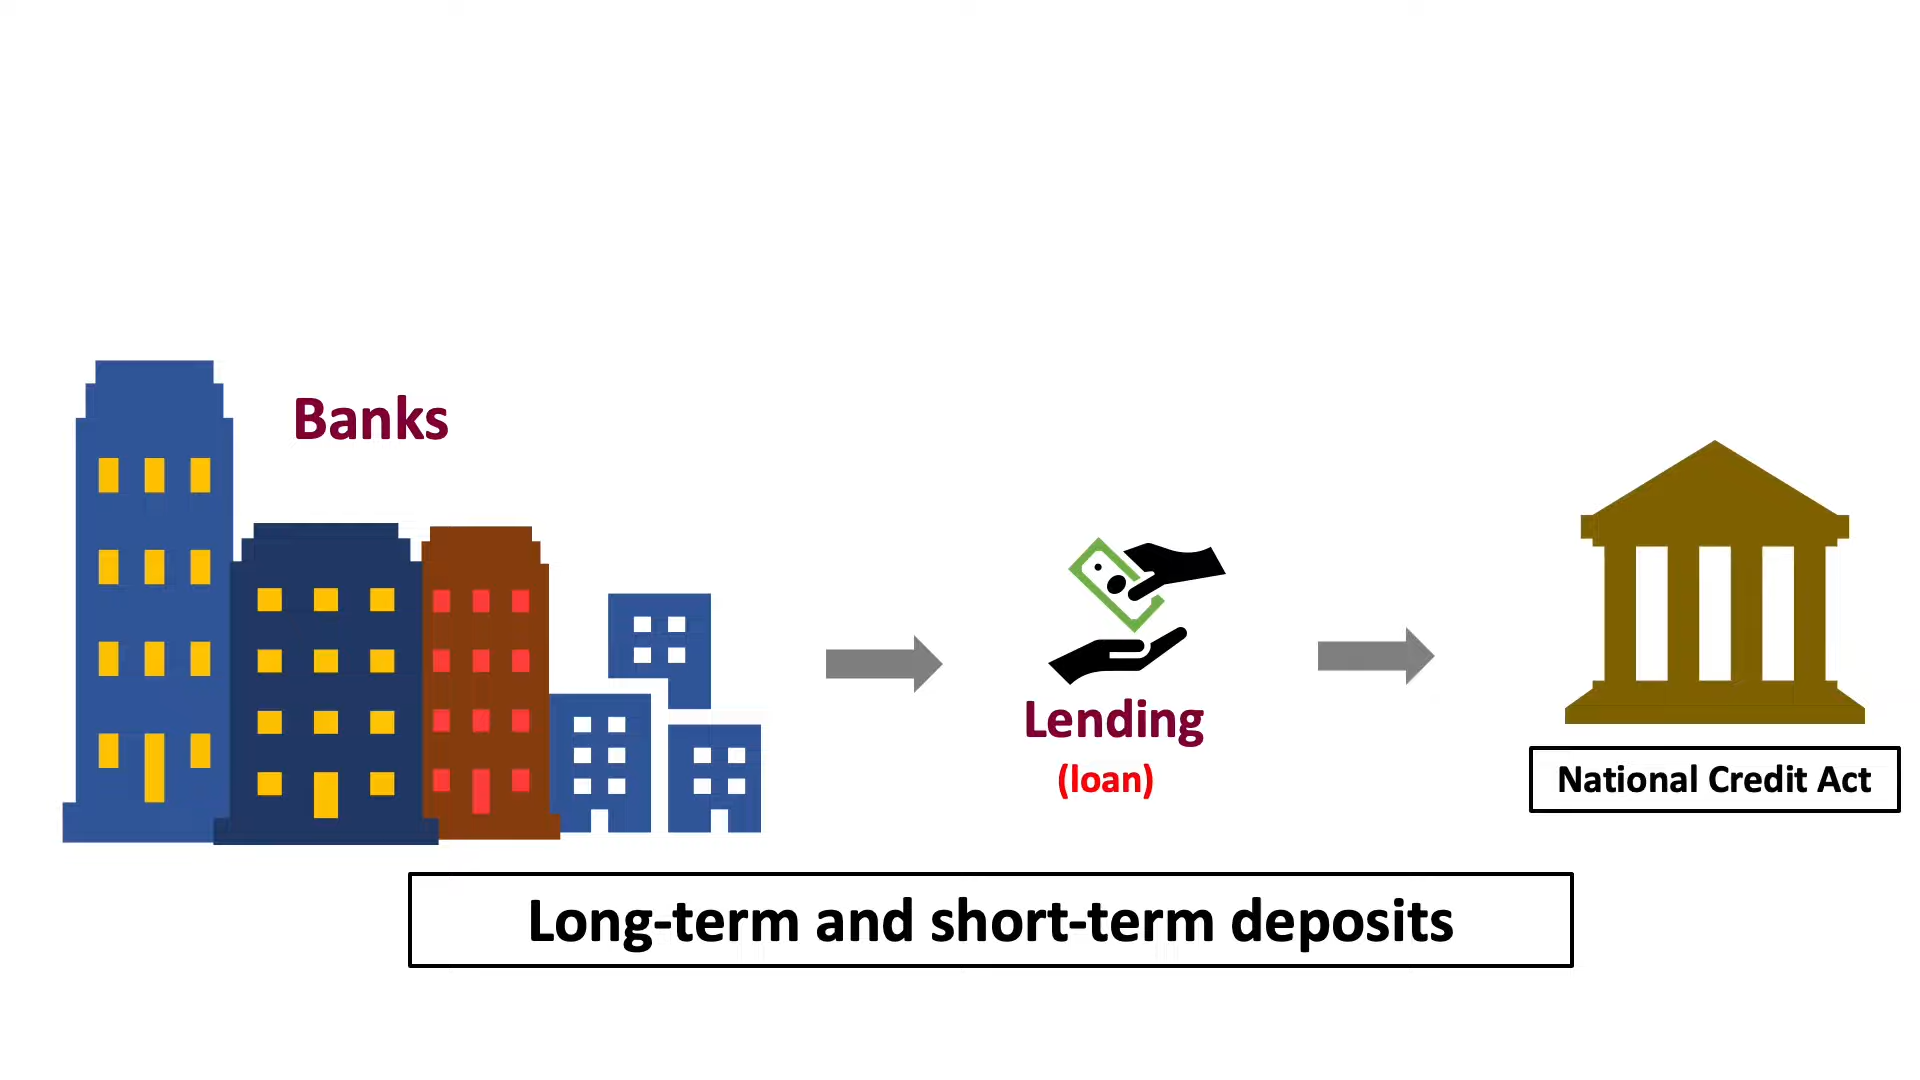 Banks
Lending
(loan)
National Credit Act
Long-term and short-term deposits